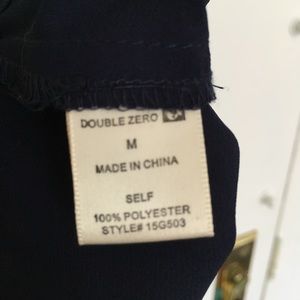 DOUBLE ZERO
M
MADE IN CHINA
SELF
100% POLYESTER
STYLE# 15G503